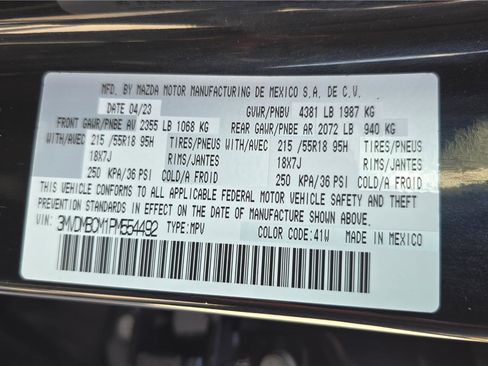 MFD. BY MAZDA MOTOR MANUFACTURING DE MEXICO S.A. DE C.V.
DATE 04/23 GVWR/PNBV 4381 LB 1987 KG
FRONT GAWR/PNBE AV 2355 LB 1068 KG REAR GAWR/PNBE AR 2072 LB 940 KG
WITH/AVEC 215 /55R18 95H TIRES/PNEUS WITH/AVEC 215 /55R18 95H TIRES/PNEUS
18X7J RIMS/JANTES 18X7J RIMS/JANTES
250 KPA/36 PSI COLD/A FROID 250 KPA/36 PSI COLD/A FROID
THIS VEHICLE CONFORMS TO ALL APPLICABLE FEDERAL MOTOR VEHICLE SAFETY AND THEFT
PREVENTION STANDARDS IN EFFECT ON THE DATE OF MANUFACTURE SHOWN ABOVE.
VIN: 3MVDMBCM1PM554492 TYPE: MPV COLOR CODE: 41W MADE IN MEXICO